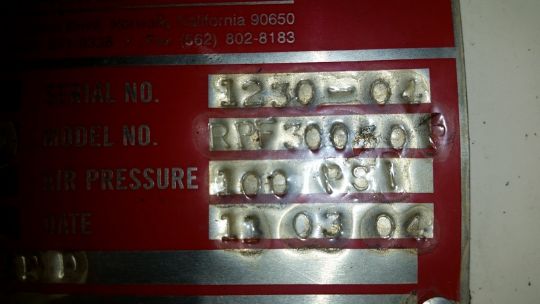 Norwalk, California 90650
Fax (562) 802-8183
SERIAL NO. 1230-04
MODEL NO.
AIR PRESSURE 100 PSI
DATE 03 04